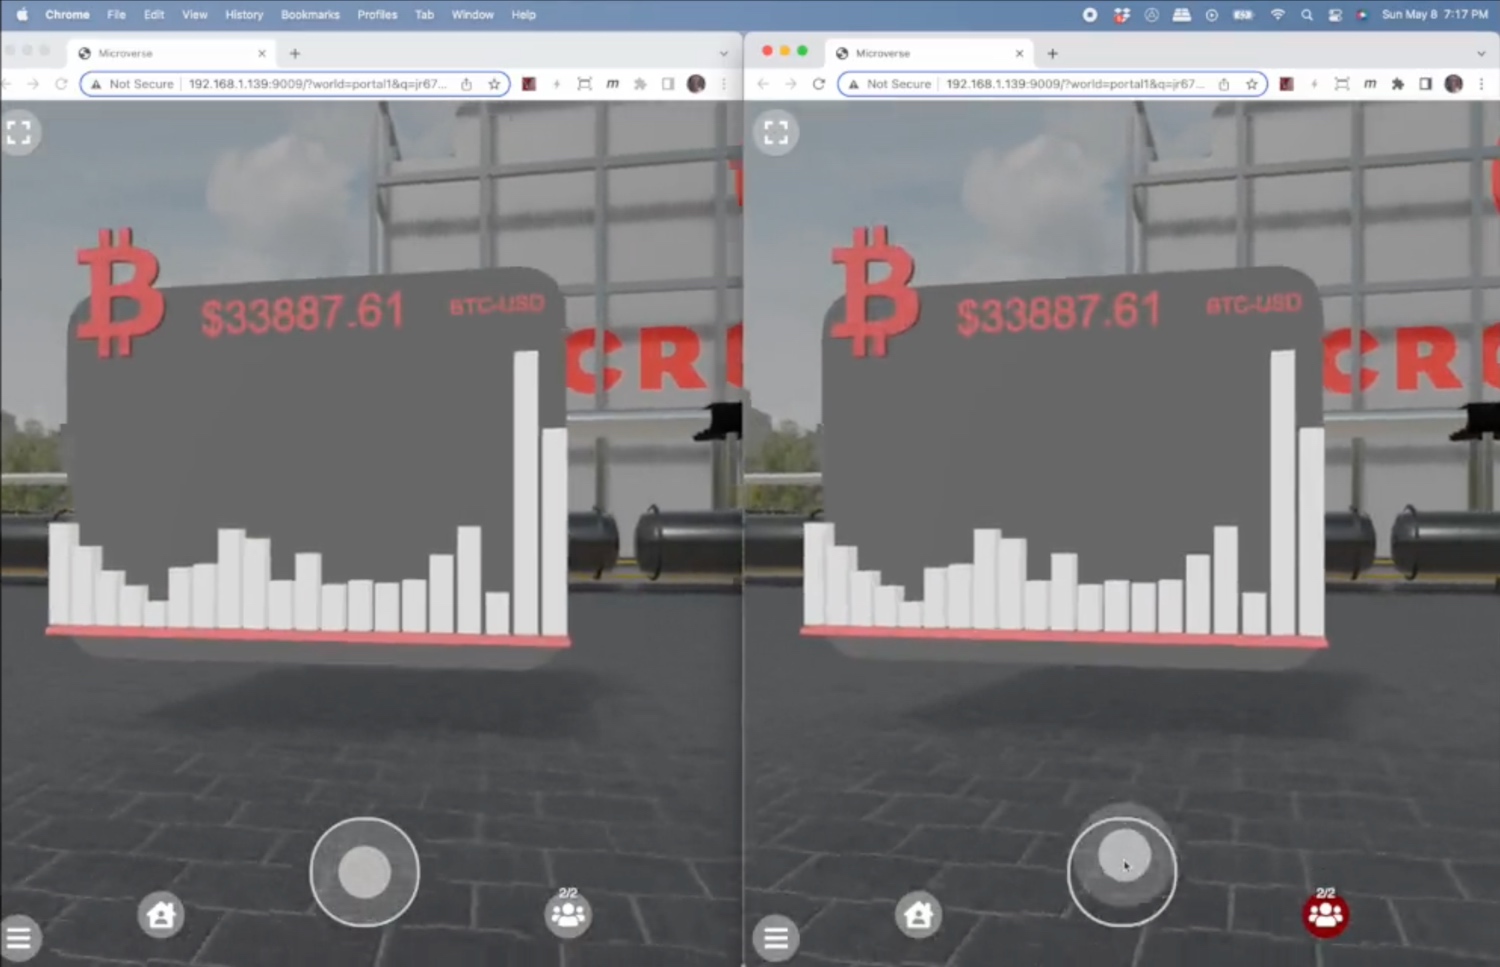 Chrome File Edit View History Bookmarks Profiles Tab Window Help Sun May 8 7:17 PM
Microverse
Not Secure 192.168.1.139:9009/?world=portal1&q=jr67...
m
$33887.61 BTC-USD
CR
2/2
Microverse
Not Secure 192.168.1.139:9009/?world=portal1&q=jr67...
m
$33887.61 BTC-USD
CR
2/2